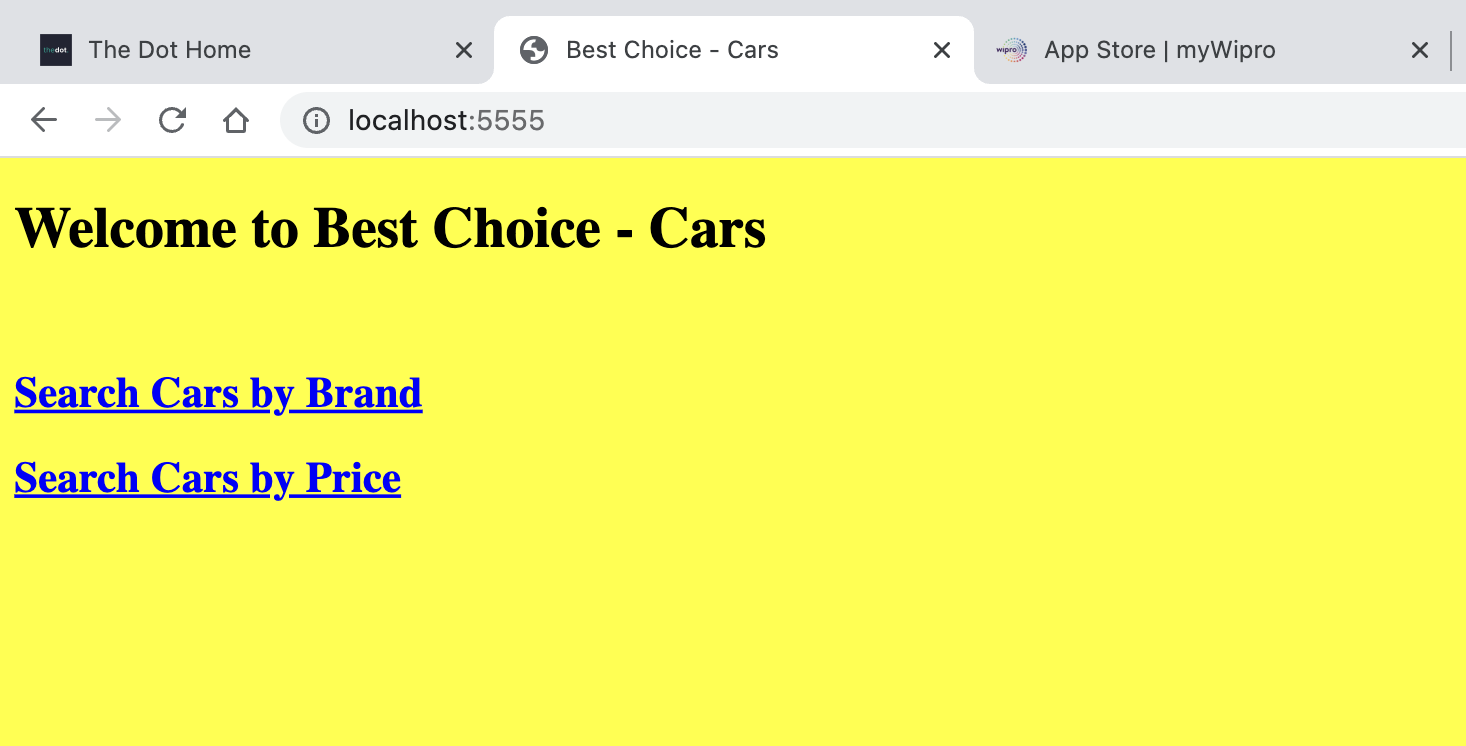 thedot. The Dot Home
Best Choice - Cars
wipro App Store | myWipro
localhost:5555
Welcome to Best Choice - Cars
Search Cars by Brand
Search Cars by Price